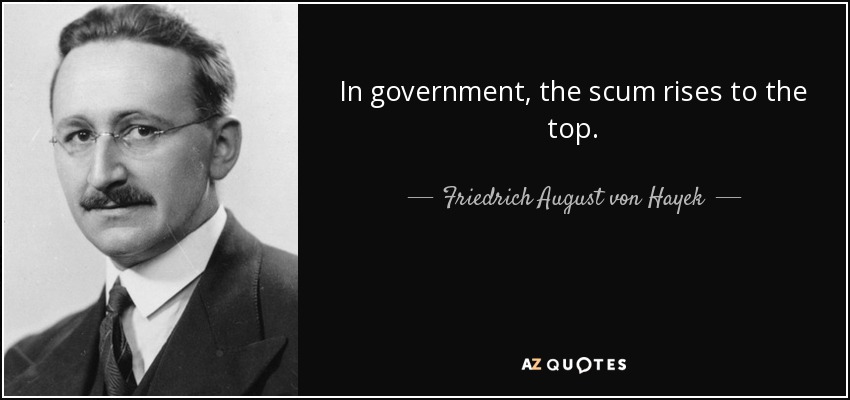 In government, the scum rises to the
top.
Friedrich August von Hayek
AZ QUOTES